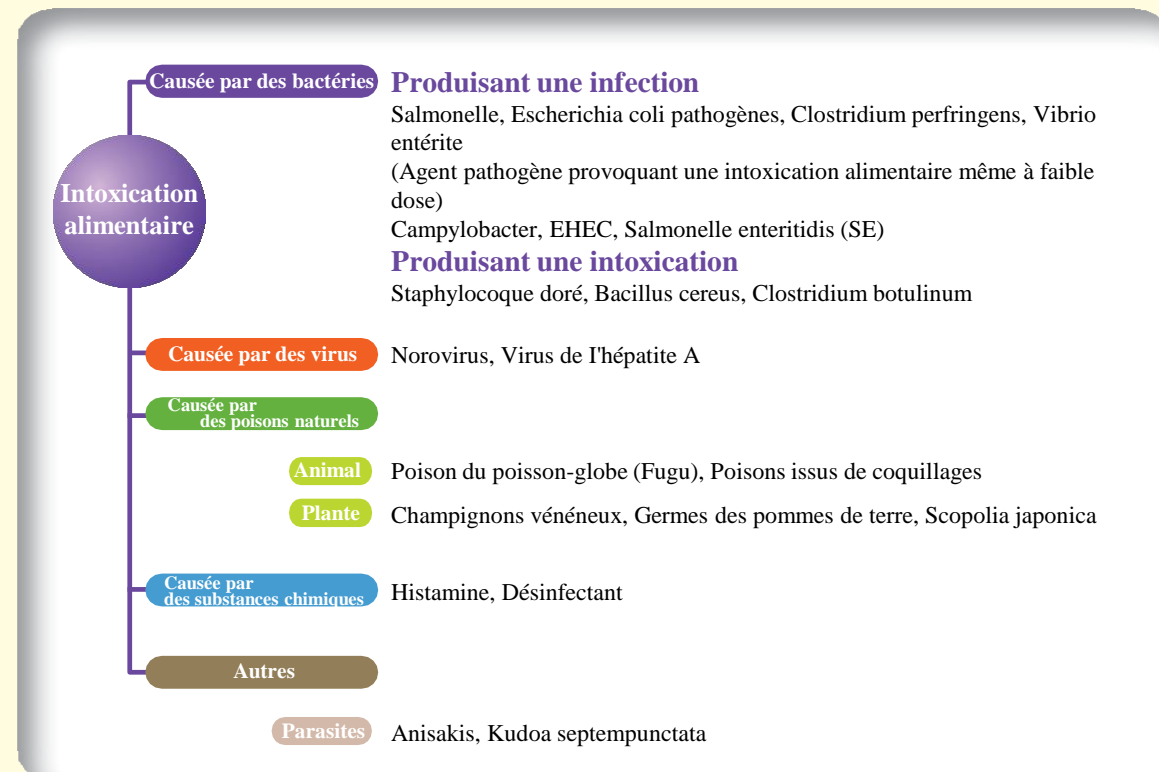 Intoxication
alimentaire
Causée par des bactéries
Produisant une infection
Salmonelle, Escherichia coli pathogènes, Clostridium perfringens, Vibrio
entérite
(Agent pathogène provoquant une intoxication alimentaire même à faible
dose)
Campylobacter, EHEC, Salmonelle enteritidis (SE)
Produisant une intoxication
Staphylocoque doré, Bacillus cereus, Clostridium botulinum
Causée par des virus
Norovirus, Virus de I'hépatite A
Causée par
des poisons naturels
Animal
Poison du poisson-globe (Fugu), Poisons issus de coquillages
Plante
Champignons vénéneux, Germes des pommes de terre, Scopolia japonica
Causée par
des substances chimiques
Histamine, Désinfectant
Autres
Parasites
Anisakis, Kudoa septempunctata